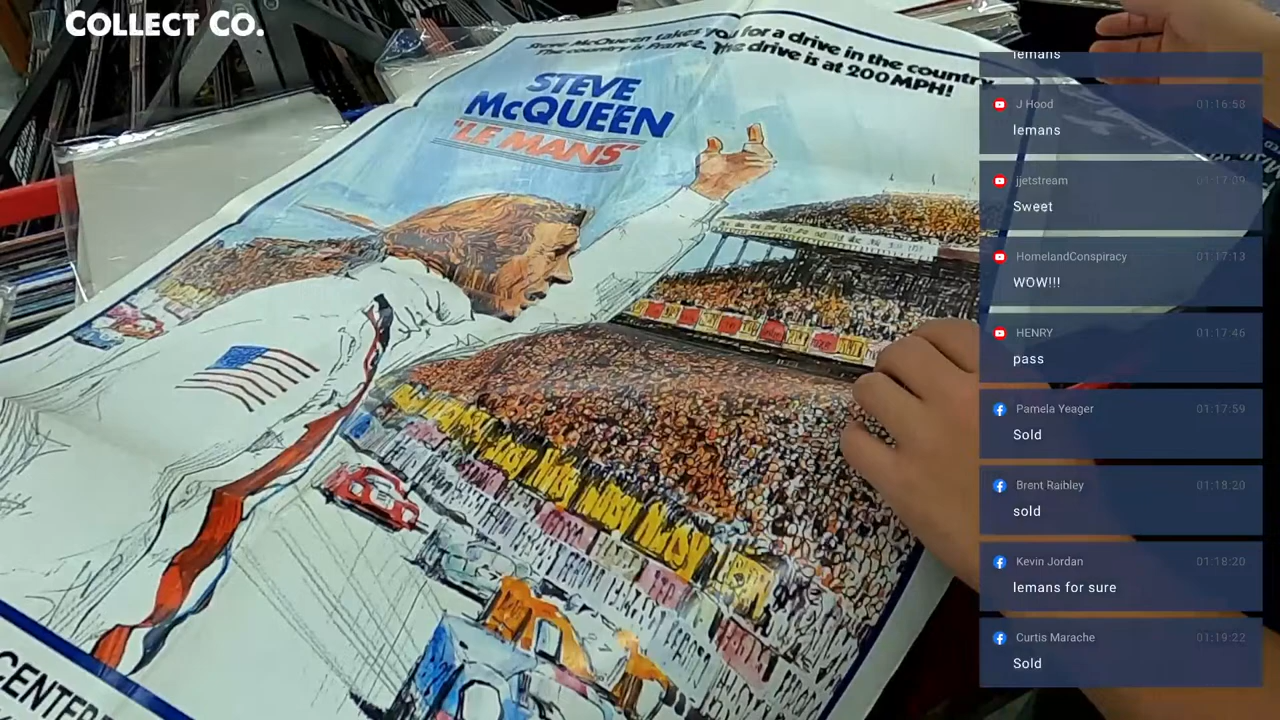 COLLECT CO.
Steve McQueen takes you for a drive in the country.
The country is France. The drive is at 200 MPH!
STEVE
McQUEEN
"LE MANS"
lemans
J Hood 01:16:58
lemans
jjetstream 01:17:09
Sweet
HomelandConspiracy 01:17:13
WOW!!!
HENRY 01:17:46
pass
Pamela Yeager 01:17:59
Sold
Brent Raibley 01:18:20
sold
Kevin Jordan 01:18:20
lemans for sure
Curtis Marache 01:19:22
Sold